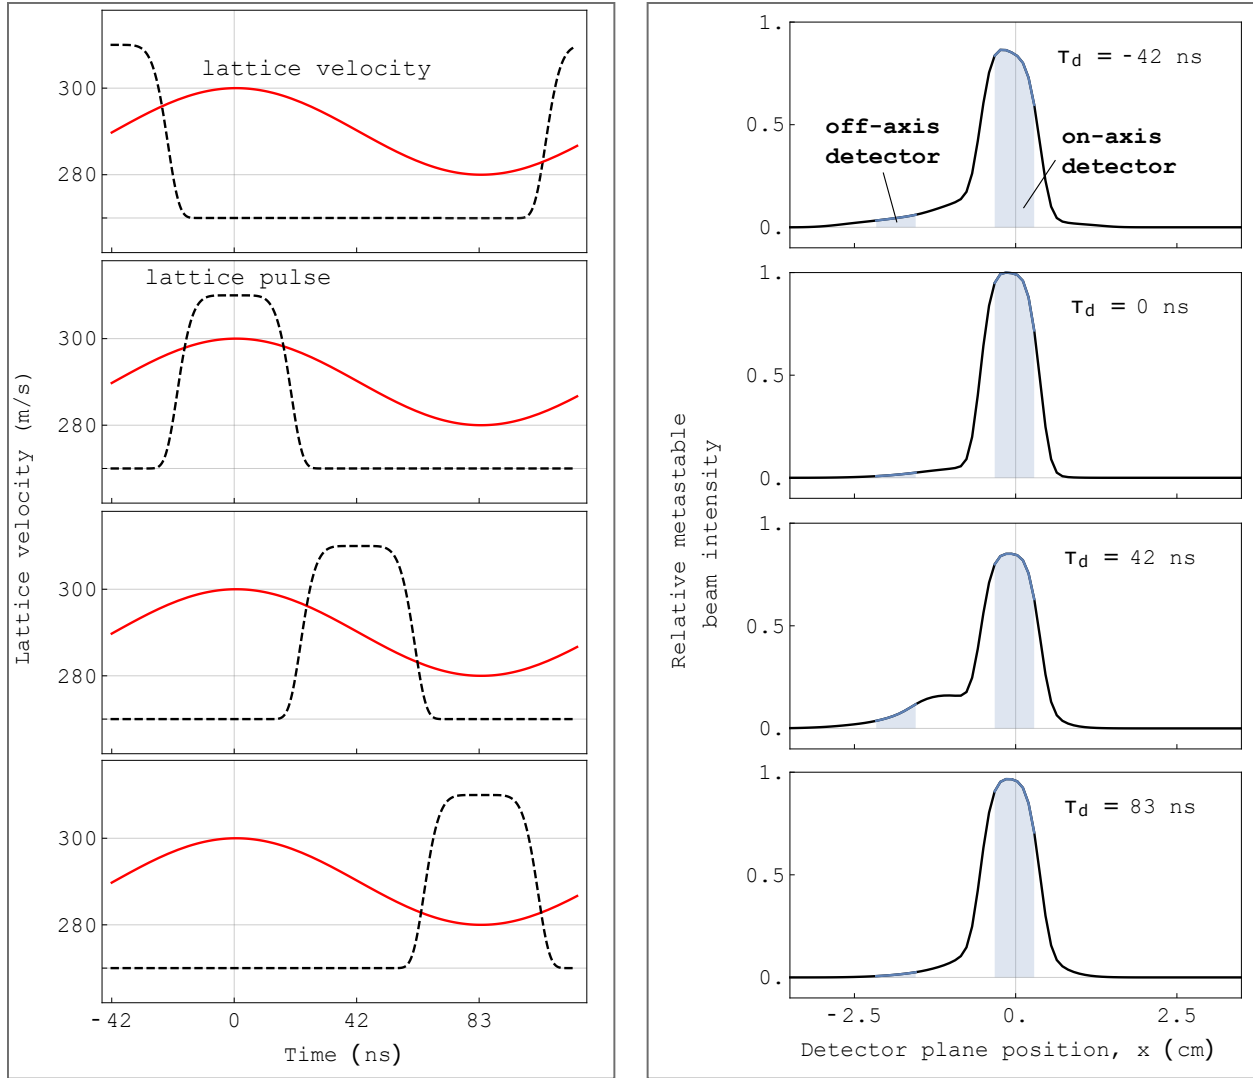 lattice velocity
300
280
lattice pulse
300
280
300
280
300
280
-42
0
42
83
Time (ns)
Lattice velocity (m/s)
1.
0.5
0.
τd = -42 ns
off-axis
detector
on-axis
detector
1.
0.5
0.
τd = 0 ns
1.
0.5
0.
τd = 42 ns
1.
0.5
0.
τd = 83 ns
-2.5
0.
2.5
Detector plane position, x (cm)
Relative metastable
beam intensity